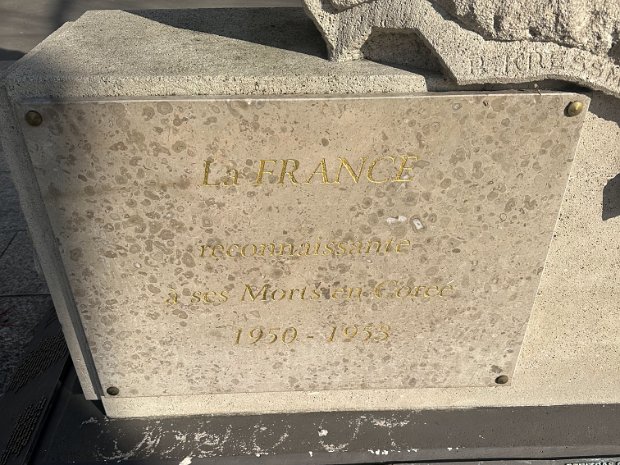 La FRANCE
reconnaissante
à ses Morts en Corée
1950 - 1953